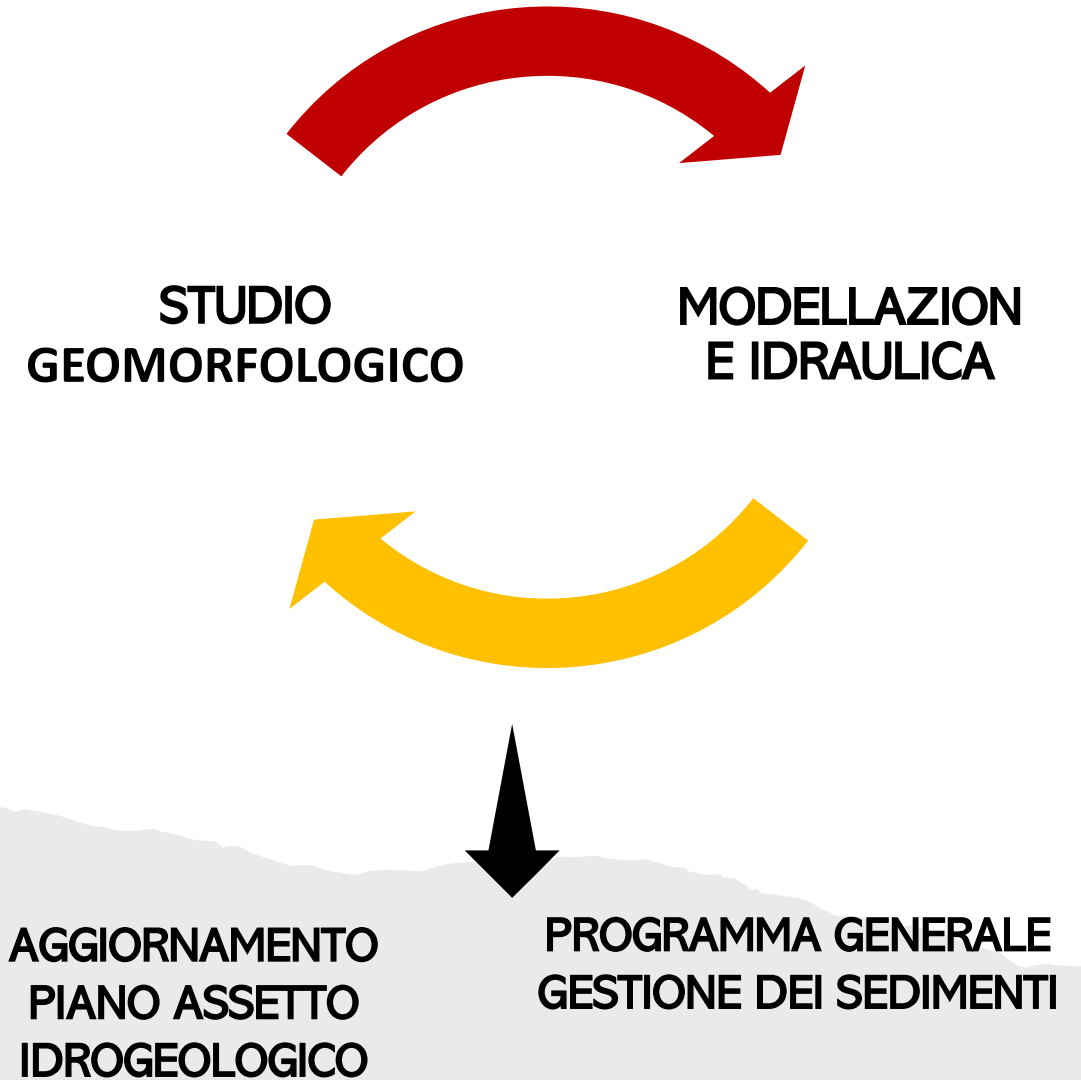 STUDIO
GEOMORFOLOGICO
MODELLAZION
E IDRAULICA
AGGIORNAMENTO
PIANO ASSETTO
IDROGEOLOGICO
PROGRAMMA GENERALE
GESTIONE DEI SEDIMENTI